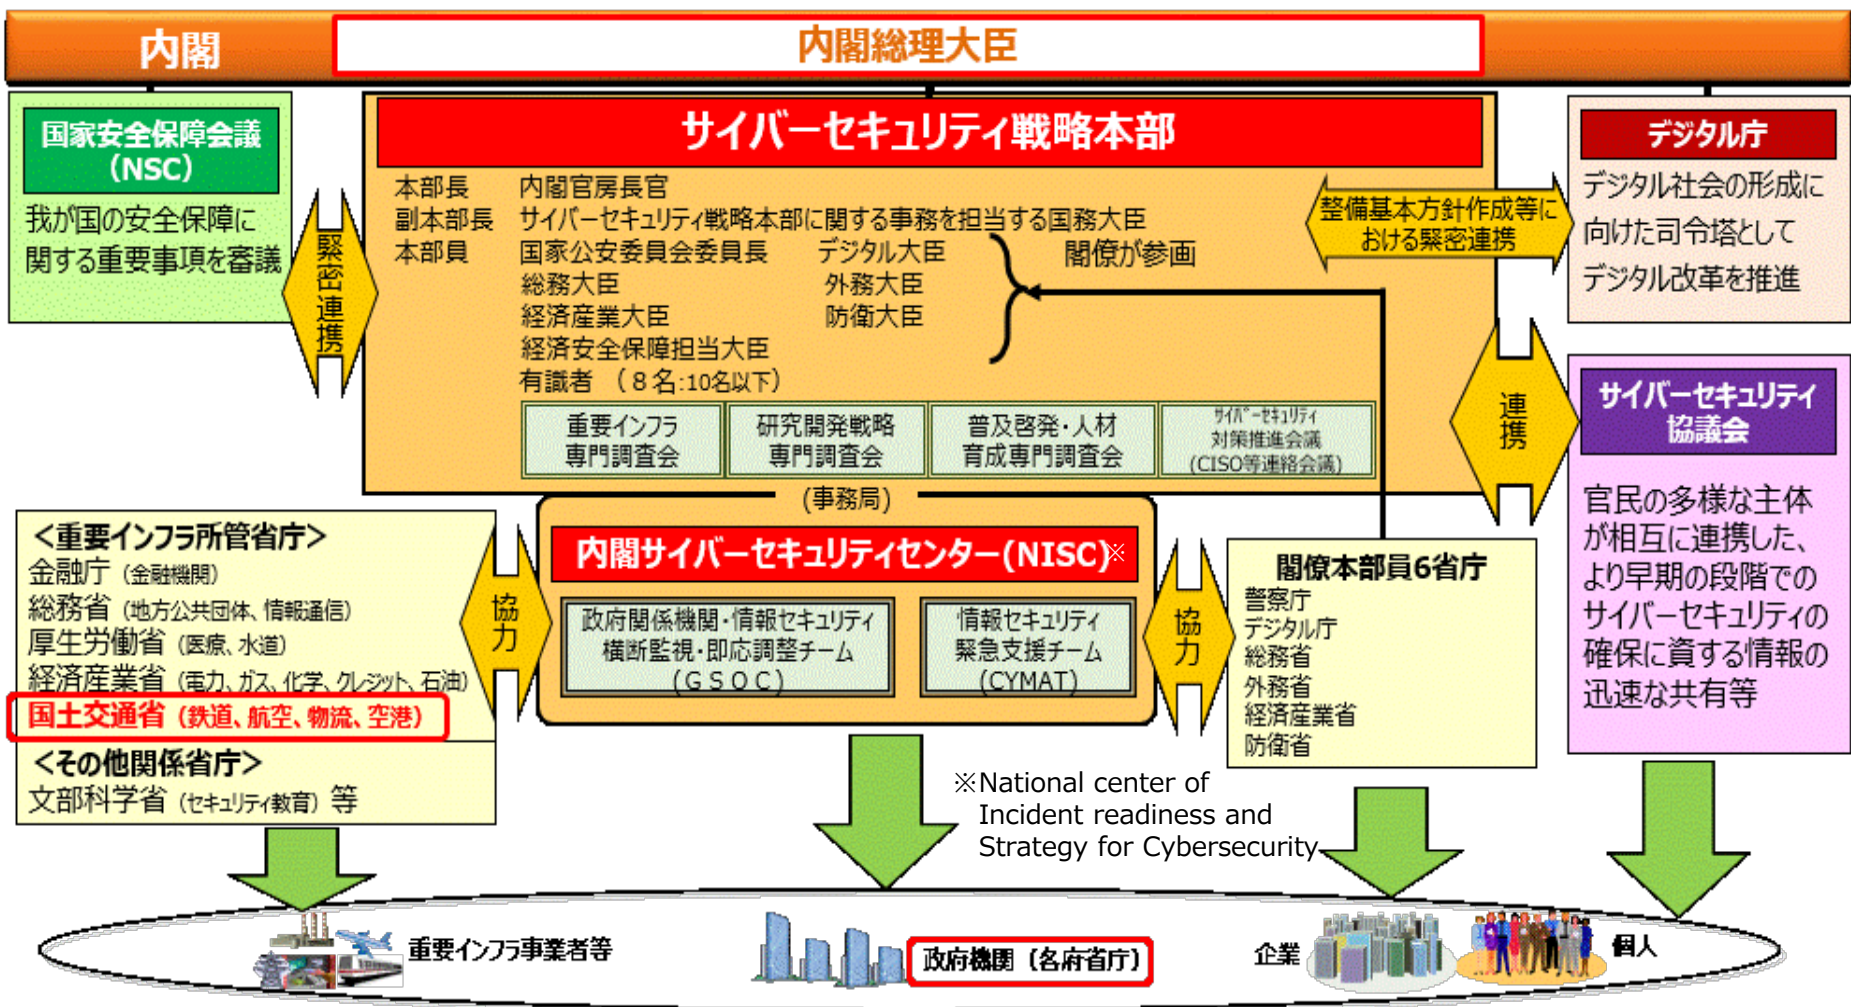 内閣
内閣総理大臣
国家安全保障会議
(NSC)
我が国の安全保障に
関する重要事項を審議
緊密連携
サイバーセキュリティ戦略本部
本部長 内閣官房長官
副本部長 サイバーセキュリティ戦略本部に関する事務を担当する国務大臣
本部員 国家公安委員会委員長 デジタル大臣 閣僚が参画
総務大臣 外務大臣
経済産業大臣 防衛大臣
経済安全保障担当大臣
有識者 (8名:10名以下)
重要インフラ
専門調査会
研究開発戦略
専門調査会
普及啓発・人材
育成専門調査会
サイバーセキュリティ
対策推進会議
(CISO等連絡会議)
整備基本方針作成等に
おける緊密連携
デジタル庁
デジタル社会の形成に
向けた司令塔として
デジタル改革を推進
連携
サイバーセキュリティ
協議会
官民の多様な主体
が相互に連携した、
より早期の段階での
サイバーセキュリティの
確保に資する情報の
迅速な共有等
(事務局)
内閣サイバーセキュリティセンター(NISC)※
政府関係機関・情報セキュリティ
横断監視・即応調整チーム
(GSOC)
情報セキュリティ
緊急支援チーム
(CYMAT)
<重要インフラ所管省庁>
金融庁 (金融機関)
総務省 (地方公共団体、情報通信)
厚生労働省 (医療、水道)
経済産業省 (電力、ガス、化学、クレジット、石油)
国土交通省 (鉄道、航空、物流、空港)
<その他関係省庁>
文部科学省 (セキュリティ教育) 等
協力
協力
閣僚本部員6省庁
警察庁
デジタル庁
総務省
外務省
経済産業省
防衛省
※National center of
Incident readiness and
Strategy for Cybersecurity
重要インフラ事業者等
政府機関 (各府省庁)
企業
個人